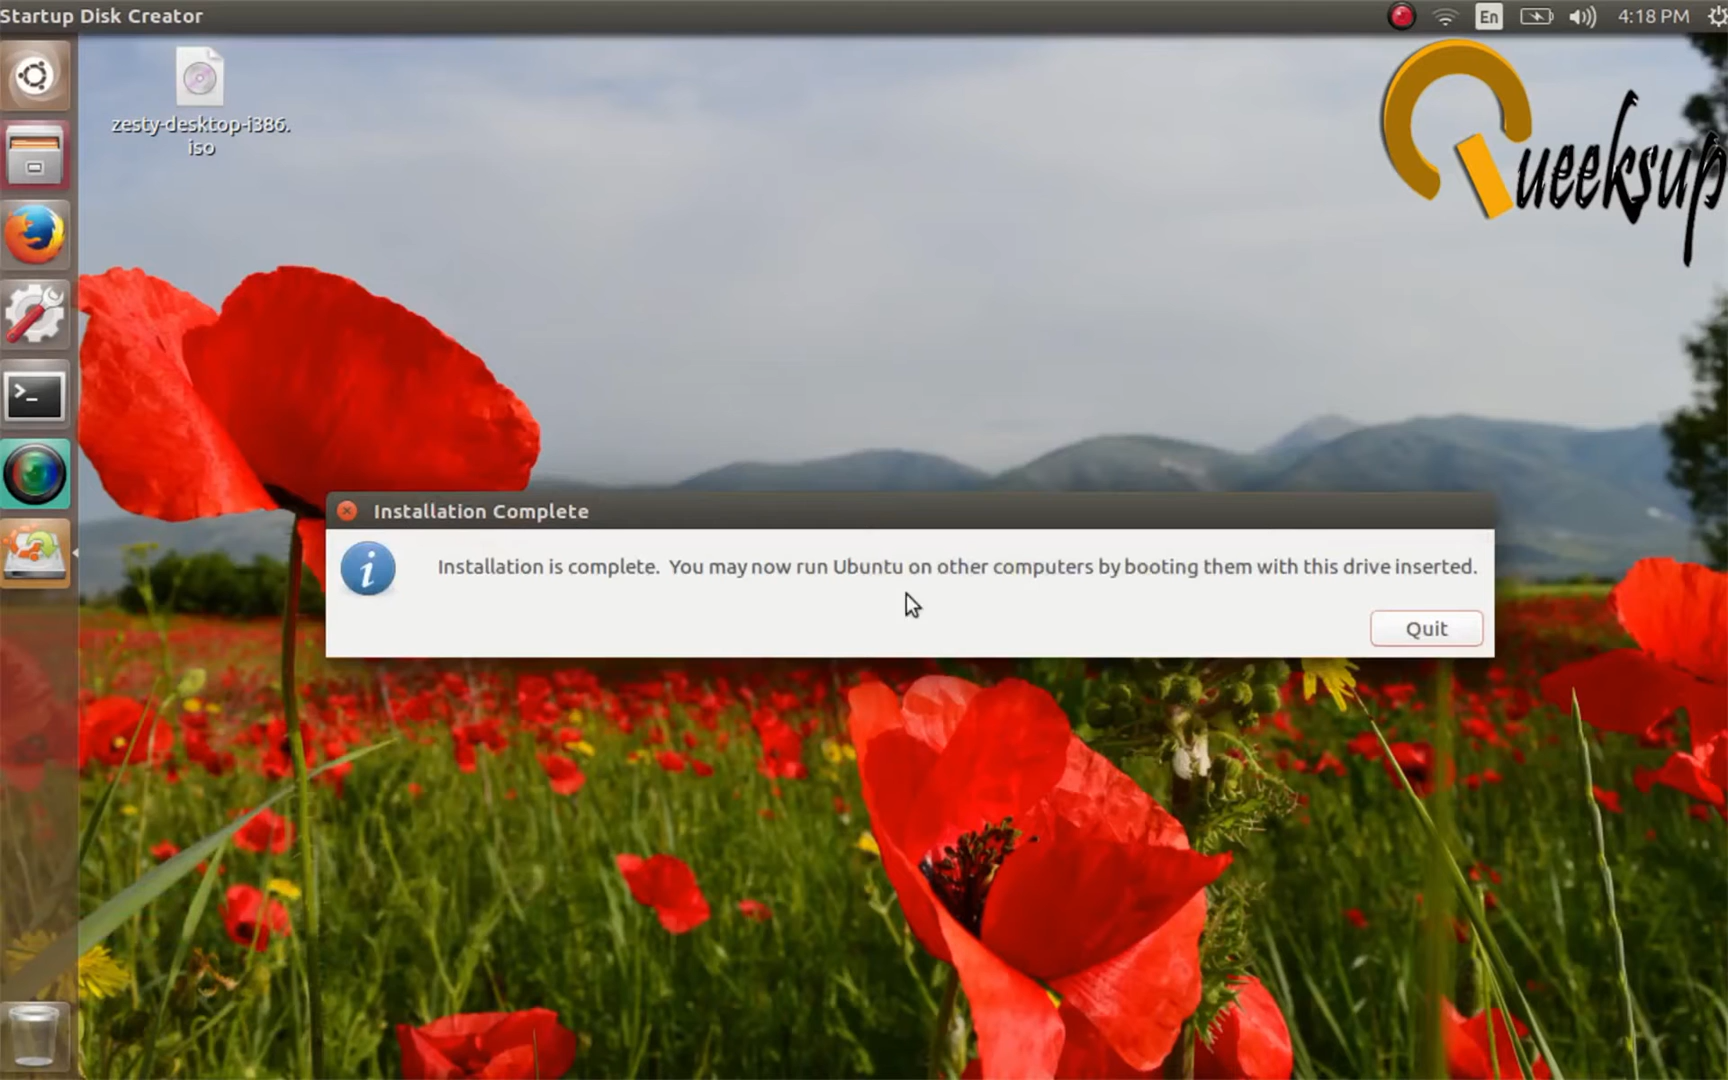 Startup Disk Creator
En
4:18 PM
zesty-desktop-i386.
iso
ueeksup
Installation Complete
Installation is complete. You may now run Ubuntu on other computers by booting them with this drive inserted.
Quit